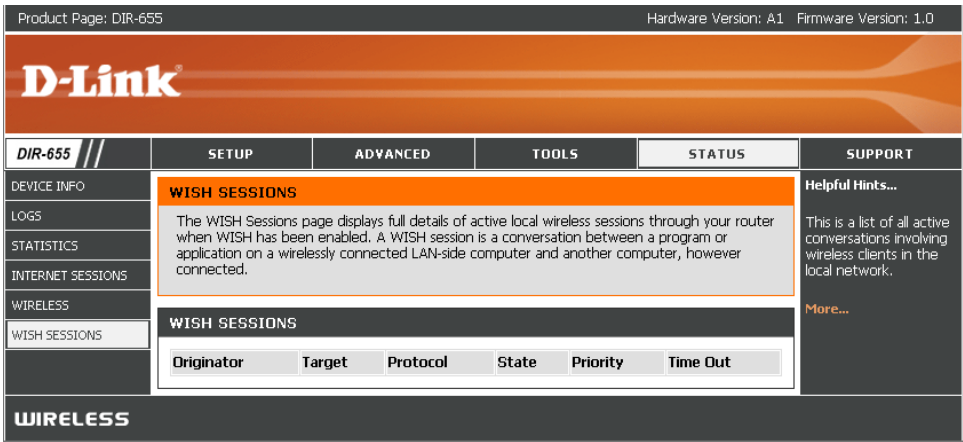 Product Page: DIR-655 Hardware Version: A1 Firmware Version: 1.0
D-Link
DIR-655 SETUP ADVANCED TOOLS STATUS SUPPORT
DEVICE INFO
LOGS
STATISTICS
INTERNET SESSIONS
WIRELESS
WISH SESSIONS
WISH SESSIONS
The WISH Sessions page displays full details of active local wireless sessions through your router
when WISH has been enabled. A WISH session is a conversation between a program or
application on a wirelessly connected LAN-side computer and another computer, however
connected.
WISH SESSIONS
Originator Target Protocol State Priority Time Out
Helpful Hints...
This is a list of all active
conversations involving
wireless clients in the
local network.
More...
WIRELESS